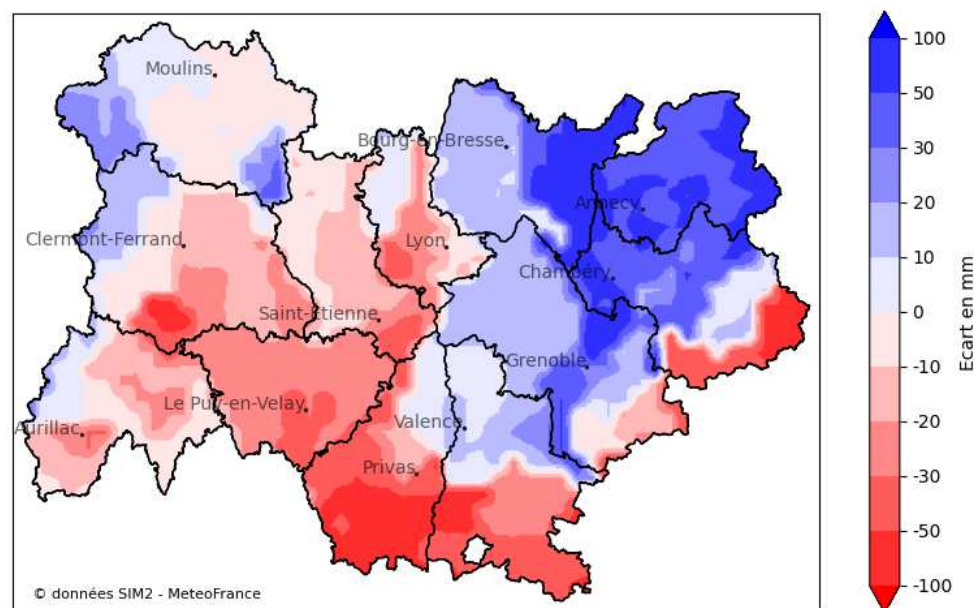 Moulins
Bourg-en-Bresse
Annecy
Clermont-Ferrand
Lyon
Chambéry
Saint-Etienne
Grenoble
Le Puy-en-Velay
Valence
Aurillac
Privas
© données SIM2 - MeteoFrance
100
50
30
20
10
0
-10
-20
-30
-50
-100
Ecart en mm